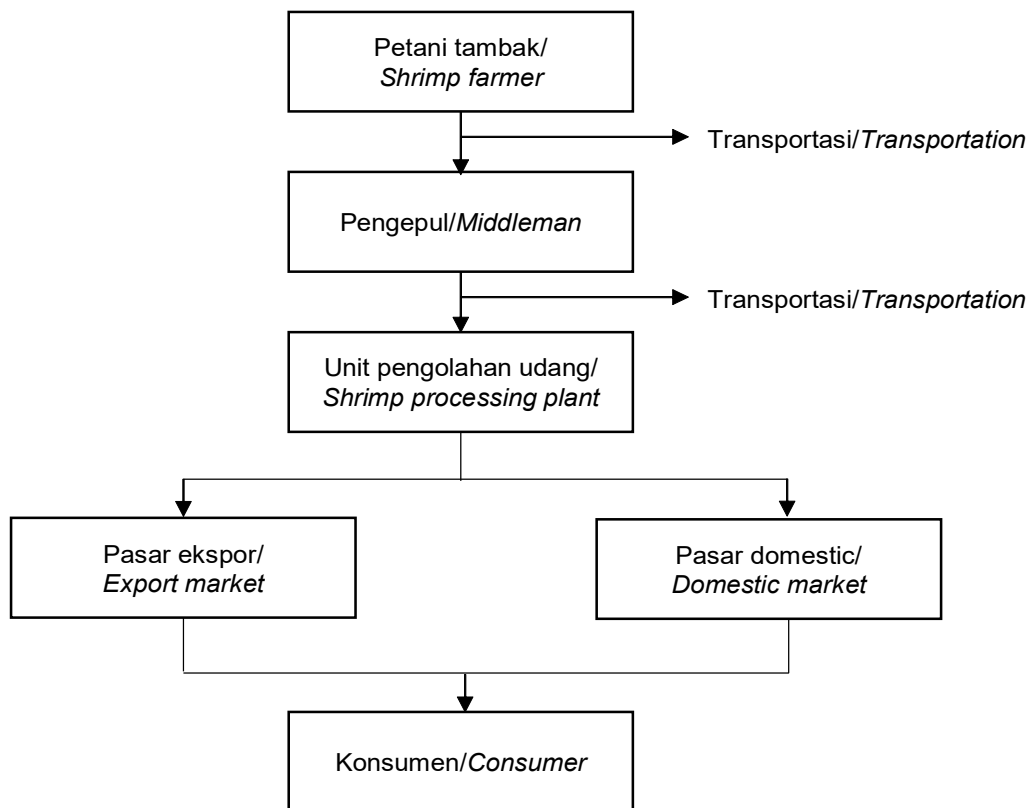 Petani tambak/
Shrimp farmer
Transportasi/Transportation
Pengepul/Middleman
Transportasi/Transportation
Unit pengolahan udang/
Shrimp processing plant
Pasar ekspor/
Export market
Pasar domestic/
Domestic market
Konsumen/Consumer